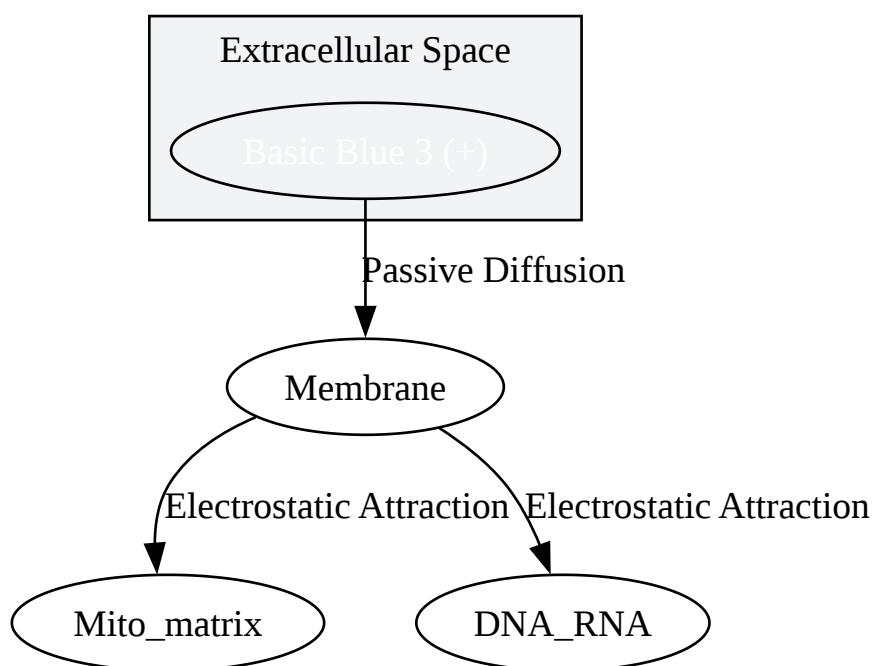 Extracellular Space
Basic Blue 3 (+)
Passive Diffusion
Membrane
Electrostatic Attraction
Electrostatic Attraction
Mito_matrix
DNA_RNA